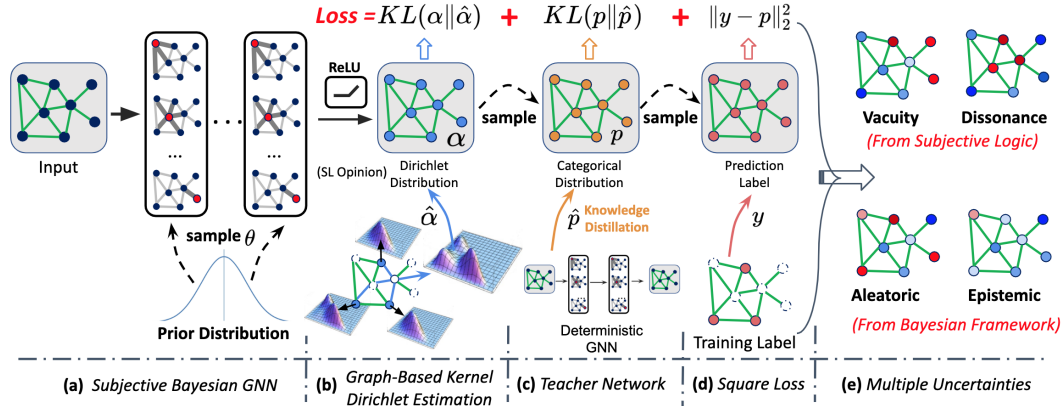 Loss = KL(α∥α̂) + KL(p∥p̂) + ∥y − p∥₂²
ReLU
α
sample
p
sample
...
...
. . .
Input
(SL Opinion)
Dirichlet
Distribution
Categorical
Distribution
Prediction
Label
Vacuity
Dissonance
(From Subjective Logic)
sample θ
α̂
p̂
Knowledge
Distillation
y
Prior Distribution
Deterministic
GNN
Training Label
Aleatoric
Epistemic
(From Bayesian Framework)
(a) Subjective Bayesian GNN
(b) Graph-Based Kernel
Dirichlet Estimation
(c) Teacher Network
(d) Square Loss
(e) Multiple Uncertainties